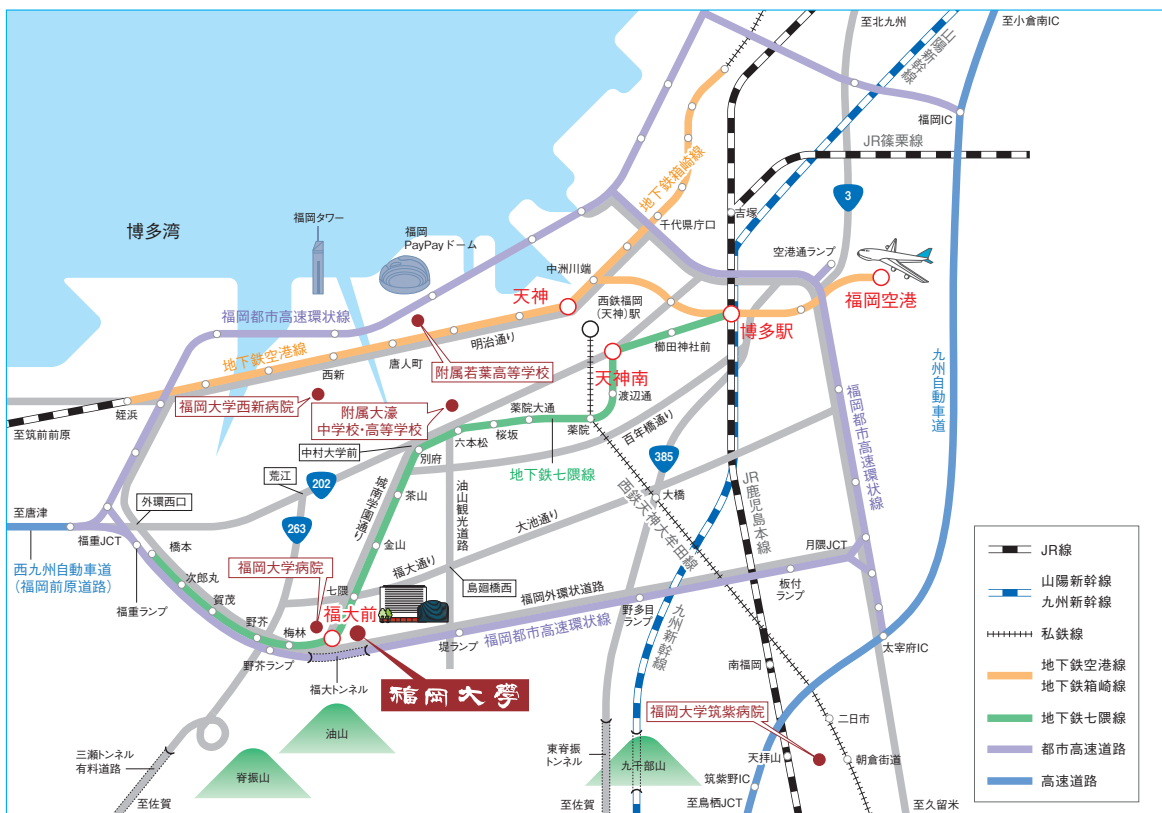 至北九州
至小倉南IC
山陽新幹線
福岡IC
JR篠栗線
地下鉄箱崎線
3
福岡タワー
福岡
PayPayドーム
博多湾
千代県庁口
吉塚
空港通ランプ
中洲川端
天神
西鉄福岡
(天神)駅
福岡空港
博多駅
福岡都市高速環状線
地下鉄空港線
明治通り
櫛田神社前
西新
唐人町
附属若葉高等学校
天神南
九州自動車道
姪浜
福岡大学西新病院
附属大濠
中学校・高等学校
薬院大通
渡辺通
至筑前前原
六本松
桜坂
薬院
百年橋通り
福岡都市高速環状線
中村大学前
別府
地下鉄七隈線
385
荒江
202
城南学園通り
茶山
油山観光道路
大橋
JR鹿児島本線
外環西口
263
西鉄天神大牟田線
至唐津
大池通り
福重JCT
橋本
金山
月隈JCT
西九州自動車道
(福岡前原道路)
次郎丸
福岡大学病院
福大通り
島廻橋西
福岡外環状道路
板付
ランプ
福重ランプ
賀茂
七隈
野多目
ランプ
野芥
梅林
福大前
福岡都市高速環状線
九州新幹線
太宰府IC
野芥ランプ
堤ランプ
福大トンネル
福岡大學
南福岡
福岡大学筑紫病院
二日市
油山
三瀬トンネル
有料道路
脊振山
東脊振
トンネル
九千部山
天拝山
朝倉街道
筑紫野IC
至佐賀
至佐賀
至鳥栖JCT
至久留米
JR線
山陽新幹線
九州新幹線
私鉄線
地下鉄空港線
地下鉄箱崎線
地下鉄七隈線
都市高速道路
高速道路